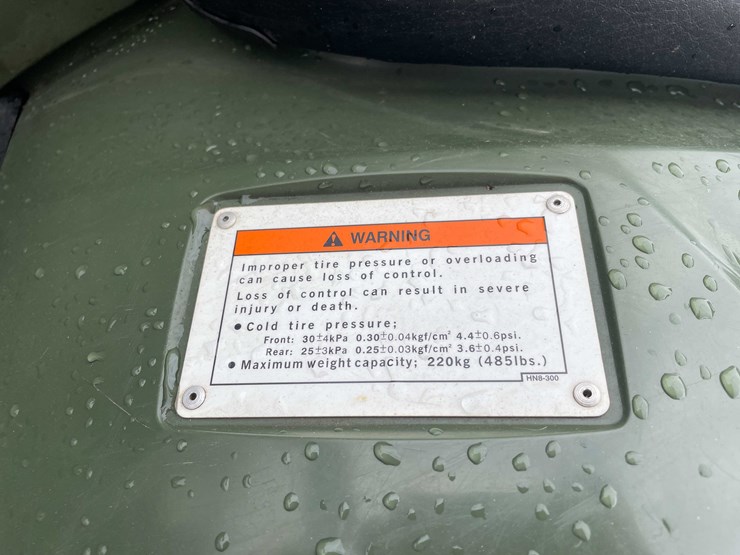 WARNING
Improper tire pressure or overloading
can cause loss of control.
Loss of control can result in severe
injury or death.
● Cold tire pressure;
Front: 30±4kPa 0.30±0.04kgf/cm² 4.4±0.6psi.
Rear: 25±3kPa 0.25±0.03kgf/cm² 3.6±0.4psi.
● Maximum weight capacity; 220kg (485lbs.)
HN8-300